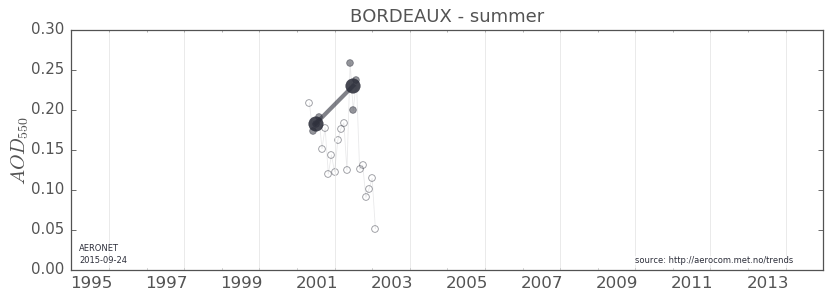 BORDEAUX - summer
0.30
0.25
0.20
0.15
0.10
0.05
0.00
AOD550
AERONET
2015-09-24
source: http://aerocom.met.no/trends
1995 1997 1999 2001 2003 2005 2007 2009 2011 2013